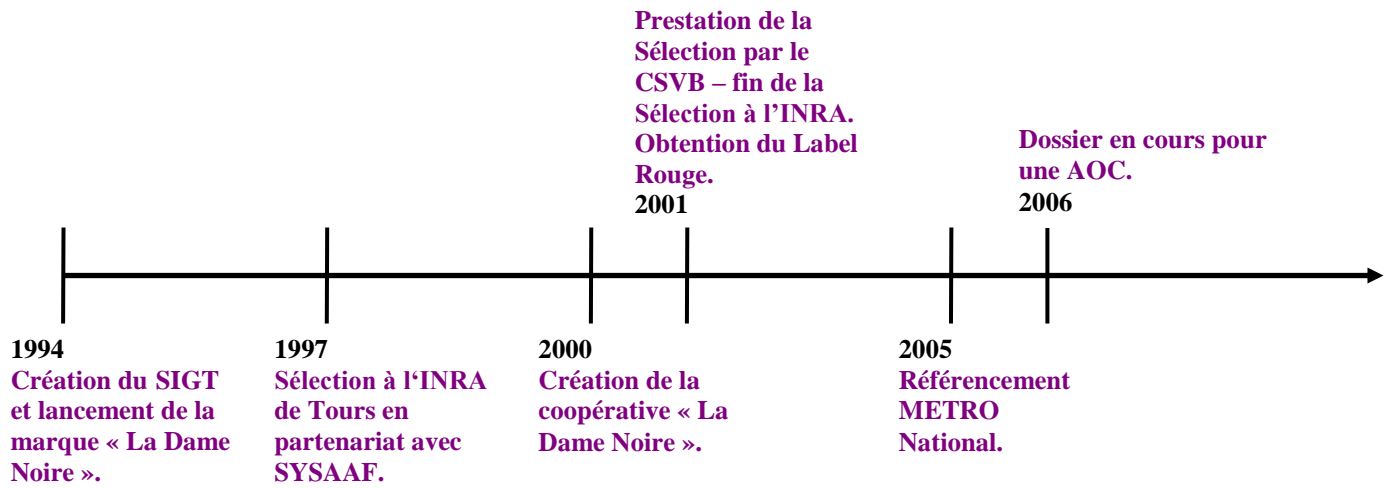 Prestation de la
Sélection par le
CSVB – fin de la
Sélection à l’INRA.
Obtention du Label
Rouge.
2001
Dossier en cours pour
une AOC.
2006
1994
Création du SIGT
et lancement de la
marque « La Dame
Noire ».
1997
Sélection à l‘INRA
de Tours en
partenariat avec
SYSAAF.
2000
Création de la
coopérative « La
Dame Noire ».
2005
Référencement
METRO
National.